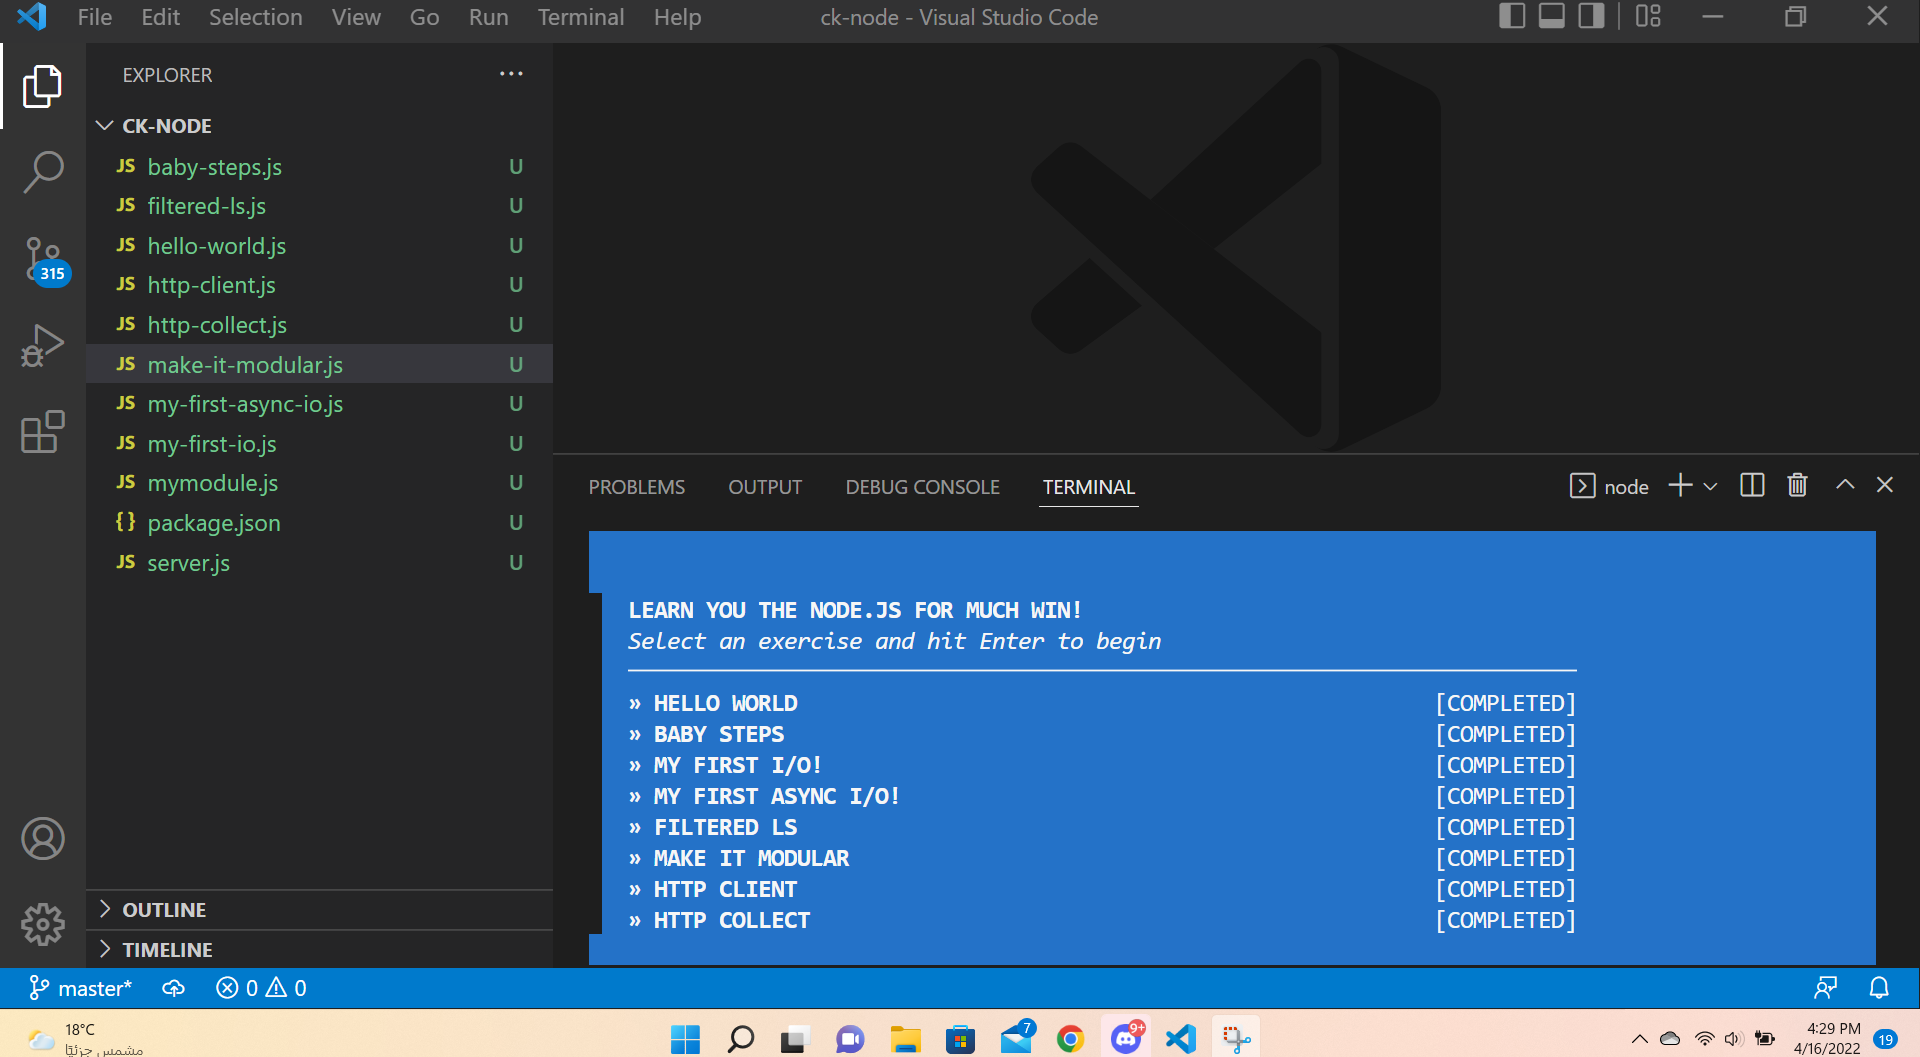 File Edit Selection View Go Run Terminal Help ck-node - Visual Studio Code
EXPLORER
CK-NODE
JS baby-steps.js U
JS filtered-ls.js U
JS hello-world.js U
JS http-client.js U
JS http-collect.js U
JS make-it-modular.js U
JS my-first-async-io.js U
JS my-first-io.js U
JS mymodule.js U
{} package.json U
JS server.js U
315
OUTLINE
TIMELINE
PROBLEMS OUTPUT DEBUG CONSOLE TERMINAL node
LEARN YOU THE NODE.JS FOR MUCH WIN!
Select an exercise and hit Enter to begin
» HELLO WORLD [COMPLETED]
» BABY STEPS [COMPLETED]
» MY FIRST I/O! [COMPLETED]
» MY FIRST ASYNC I/O! [COMPLETED]
» FILTERED LS [COMPLETED]
» MAKE IT MODULAR [COMPLETED]
» HTTP CLIENT [COMPLETED]
» HTTP COLLECT [COMPLETED]
master* 0 0
18°C
مشمس جزئيًا
7
9+
4:29 PM
4/16/2022
19